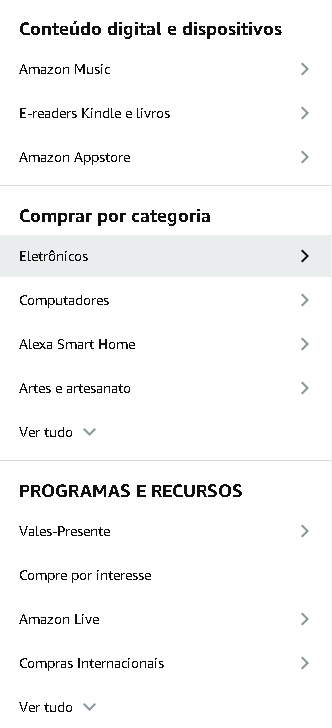 Conteúdo digital e dispositivos
Amazon Music
E-readers Kindle e livros
Amazon Appstore
Comprar por categoria
Eletrônicos
Computadores
Alexa Smart Home
Artes e artesanato
Ver tudo
PROGRAMAS E RECURSOS
Vales-Presente
Compre por interesse
Amazon Live
Compras Internacionais
Ver tudo